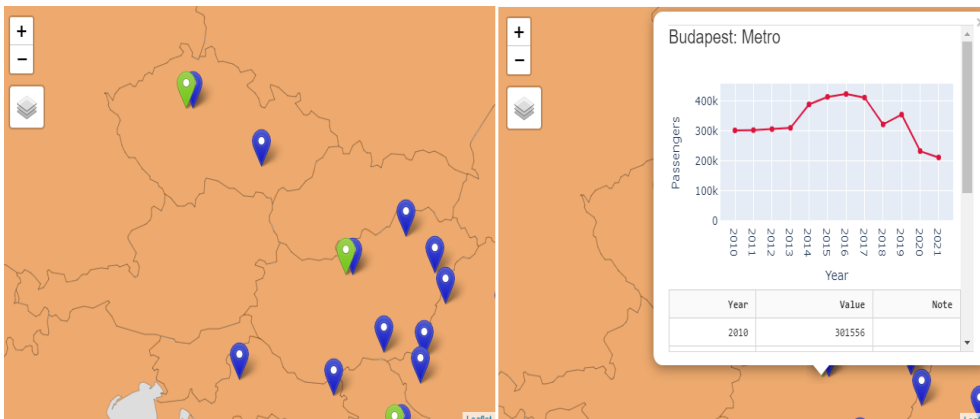 +
−
Leaflet
+
−
Budapest: Metro
Passengers
400k
300k
200k
100k
0
2010
2011
2012
2013
2014
2015
2016
2017
2018
2019
2020
2021
Year
Year Value Note
2010 301556